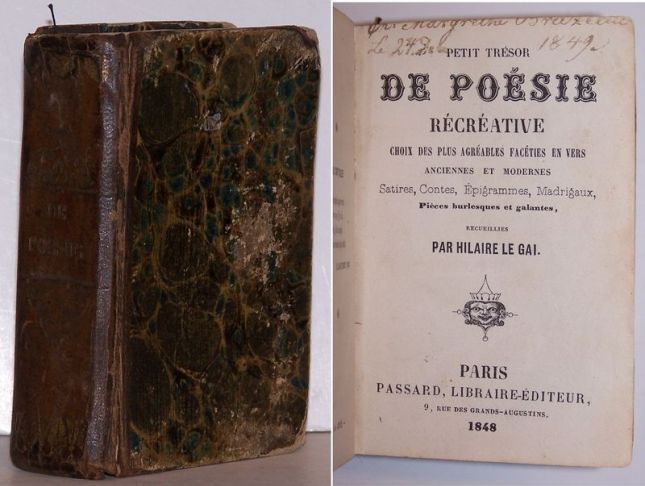 DE
Le 24
1849.
PETIT TRÉSOR
DE POËSIE
RÉCRÉATIVE
CHOIX DES PLUS AGRÉABLES FACÉTIES EN VERS
ANCIENNES ET MODERNES
Satires, Contes, Épigrammes, Madrigaux,
Pièces burlesques et galantes,
RECUEILLIES
PAR HILAIRE LE GAI.
PARIS
PASSARD, LIBRAIRE-ÉDITEUR,
9, RUE DES GRANDS-AUGUSTINS,
1848